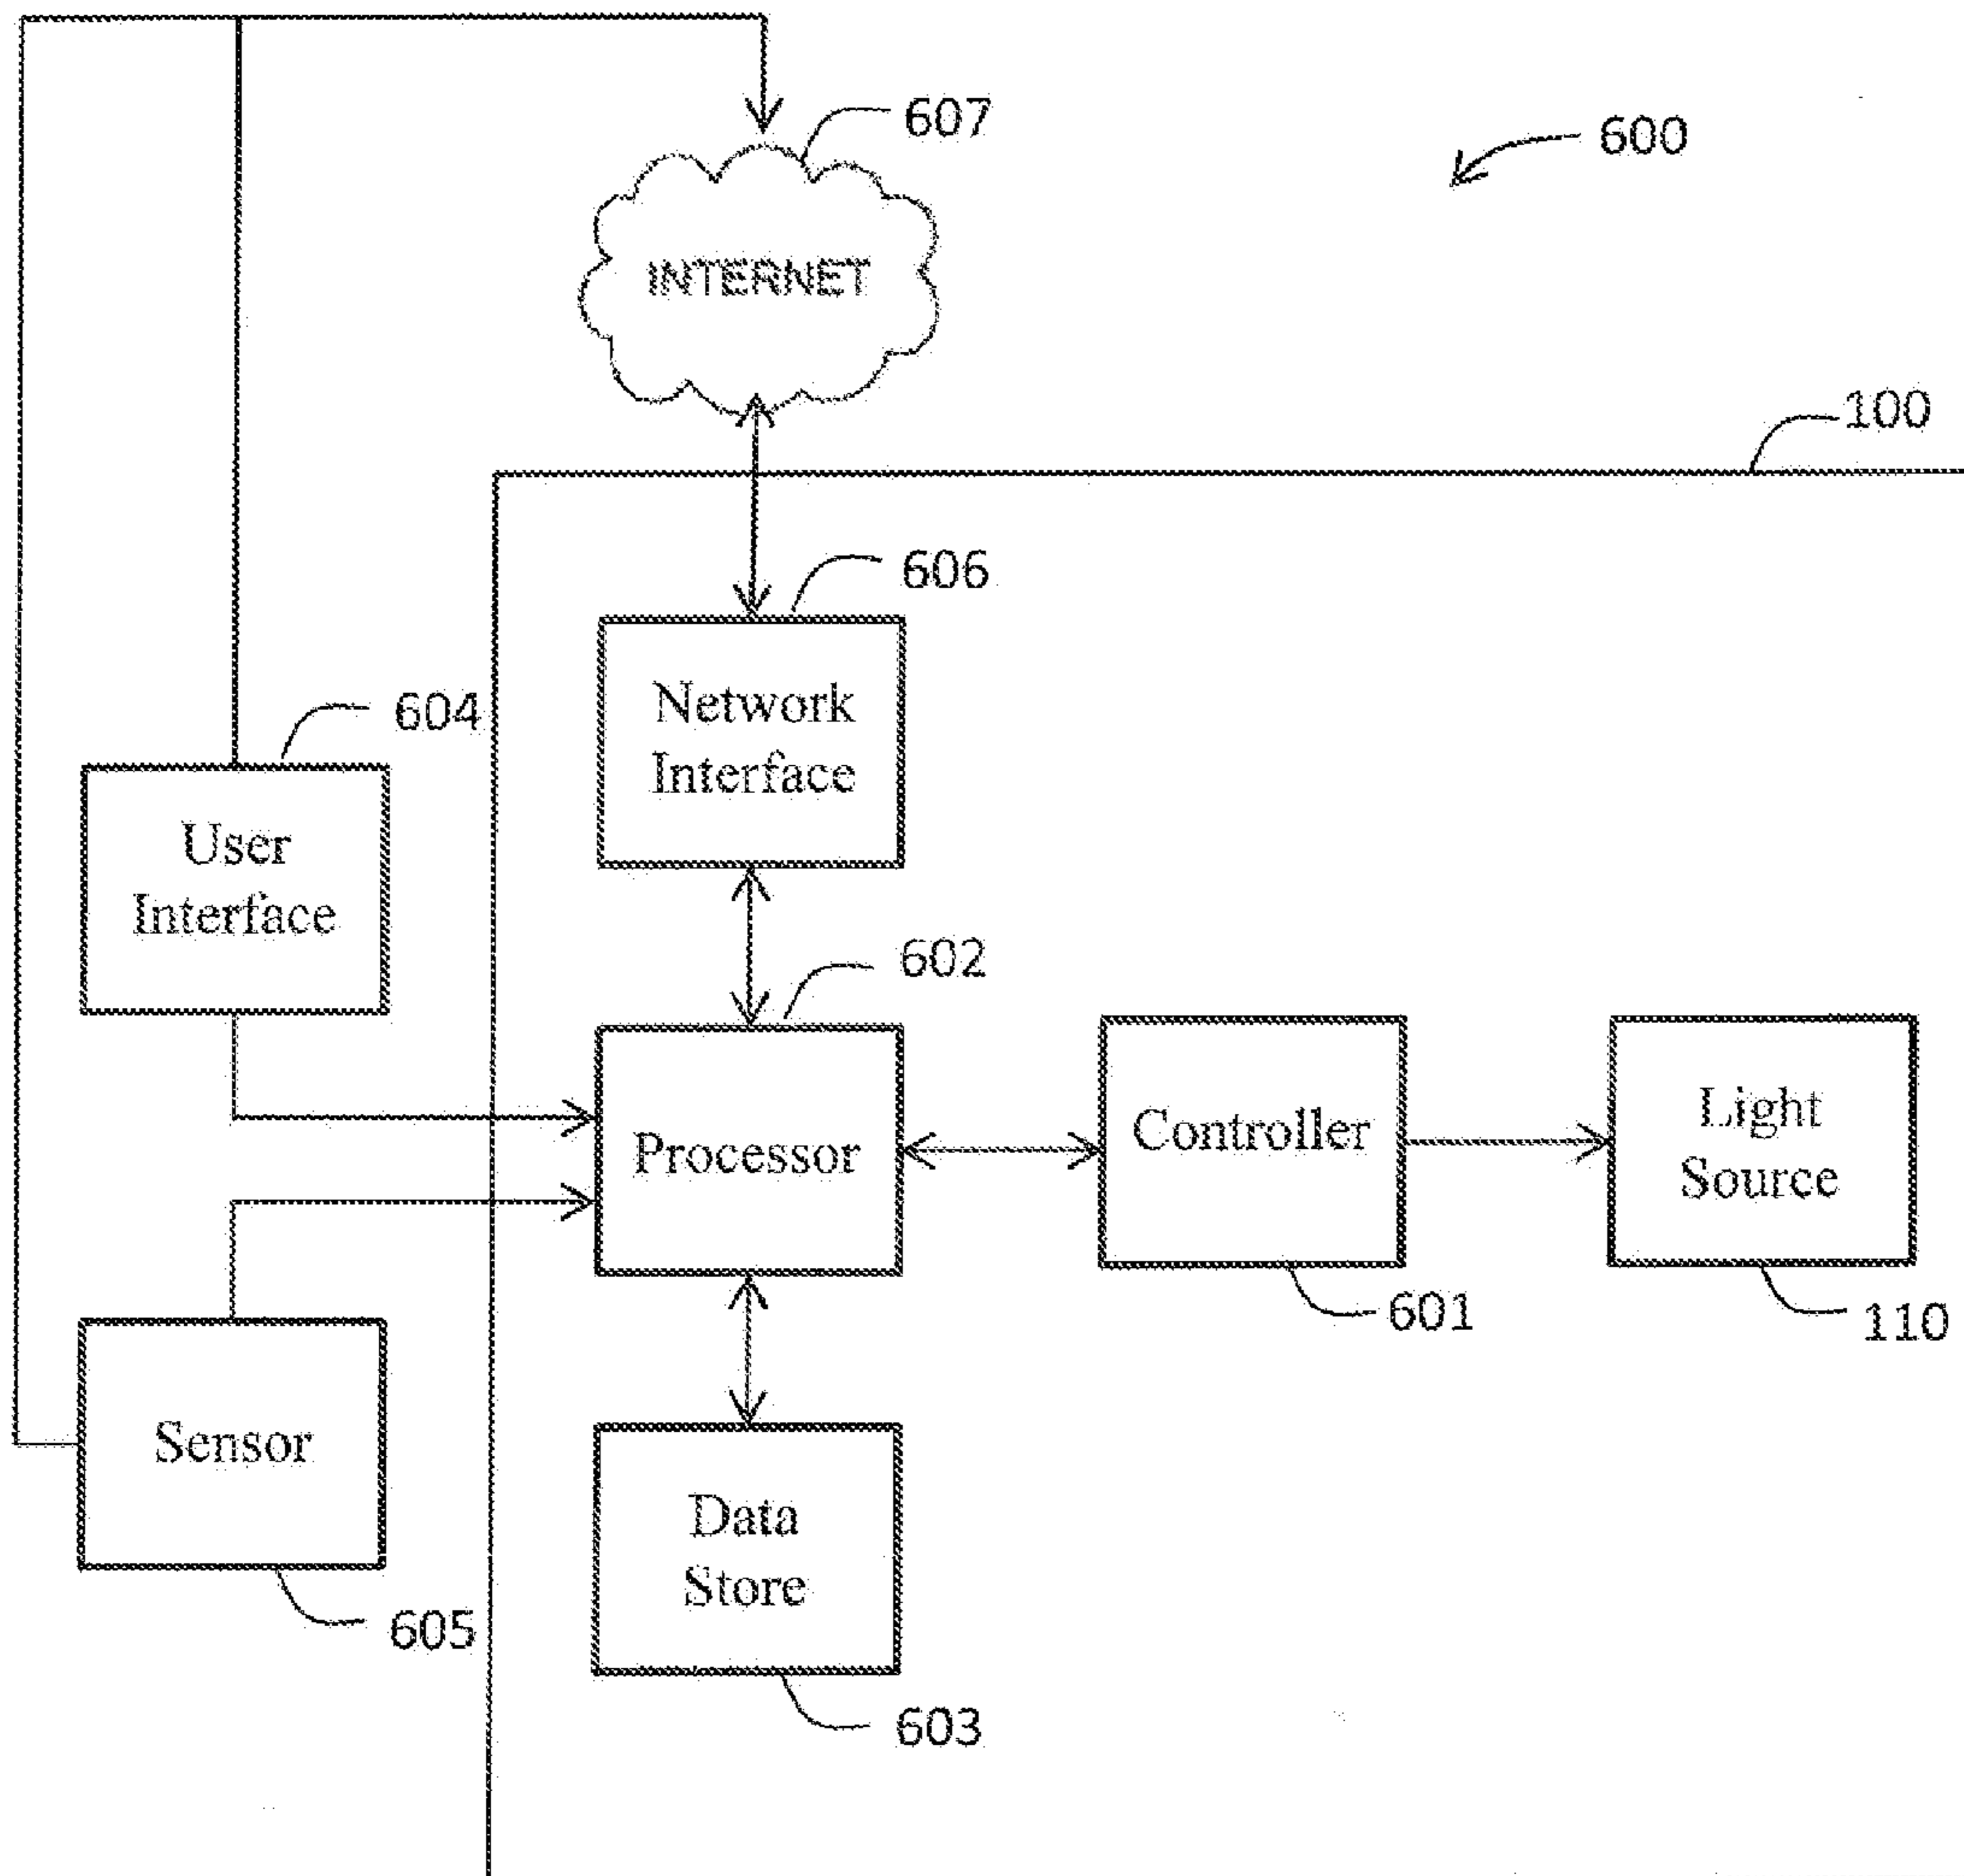 607
600
INTERNET
100
606
Network
Interface
604
User
Interface
602
Processor
Controller
Light
Source
601
110
Sensor
Data
Store
605
603